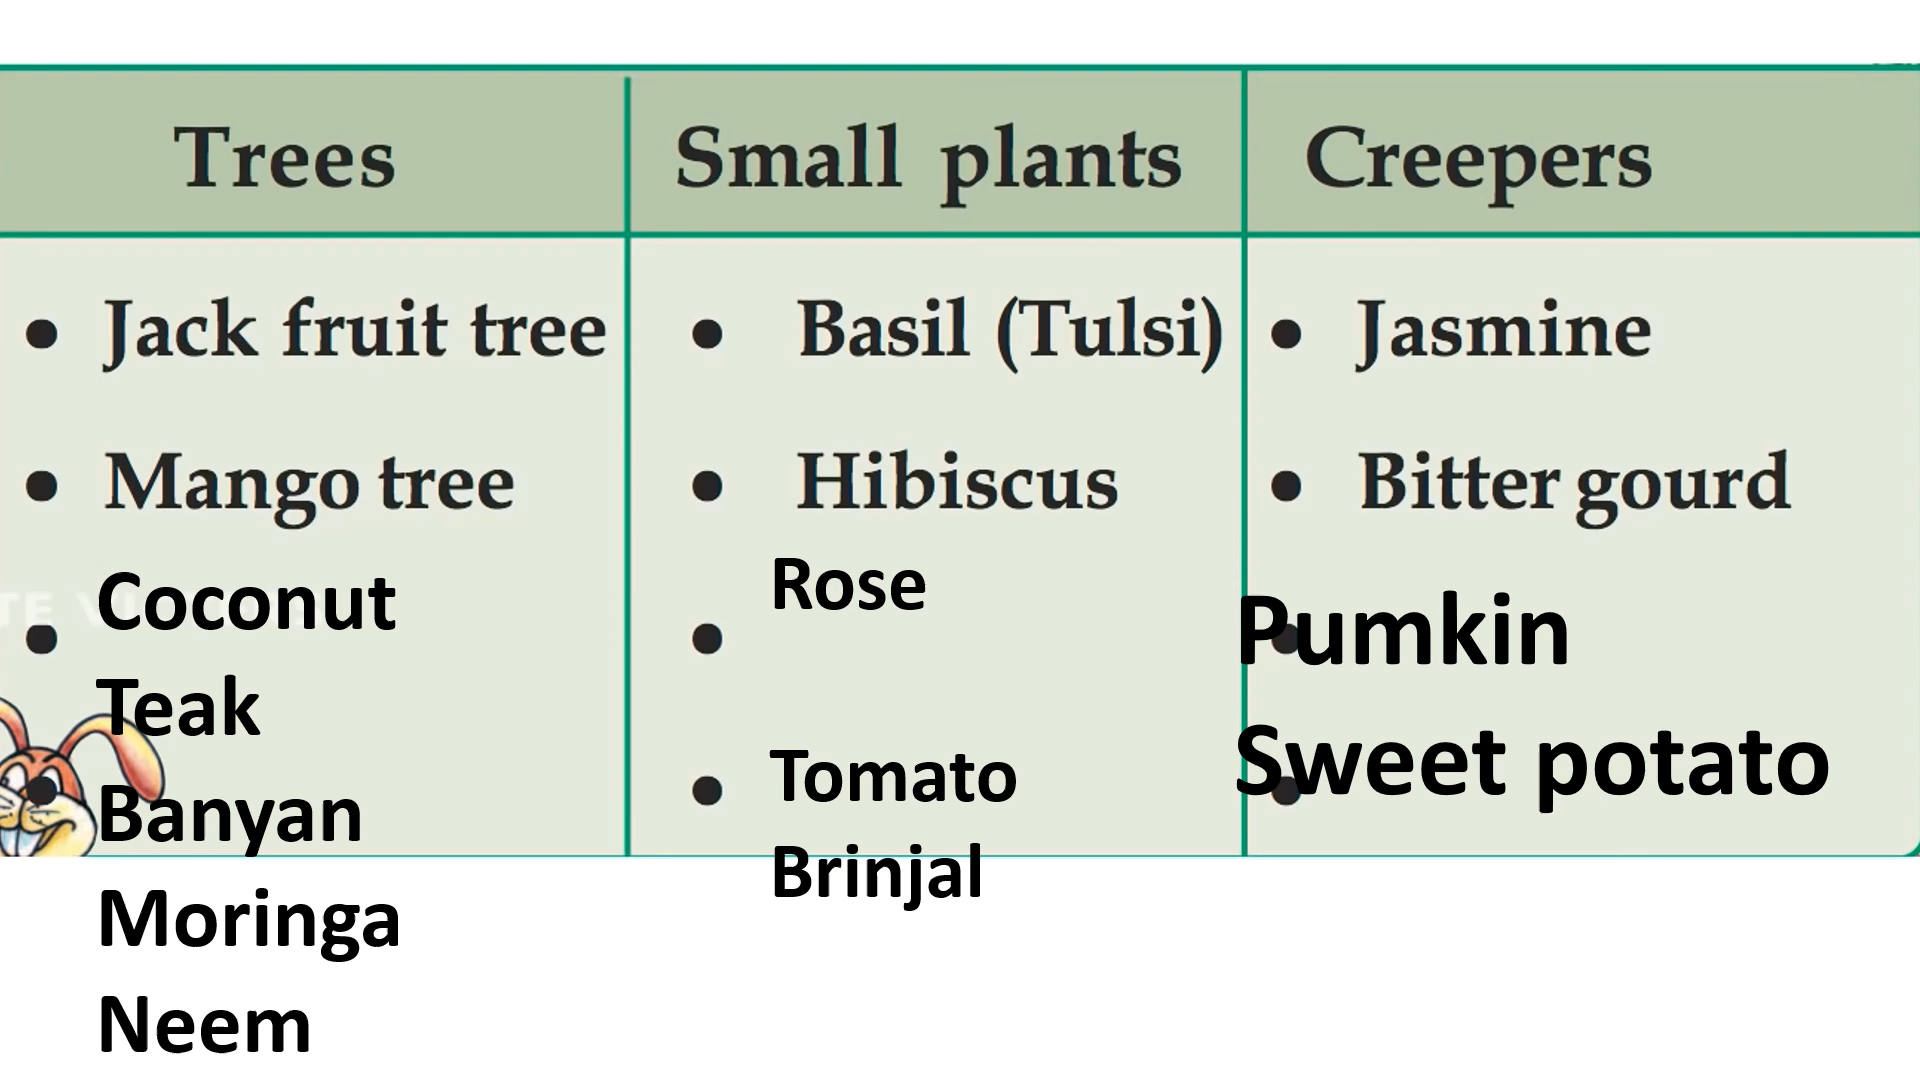 Trees
Small plants
Creepers
• Jack fruit tree
• Mango tree
Coconut
Teak
Banyan
Moringa
Neem
• Basil (Tulsi)
• Hibiscus
Rose
Tomato
Brinjal
• Jasmine
• Bitter gourd
Pumkin
Sweet potato